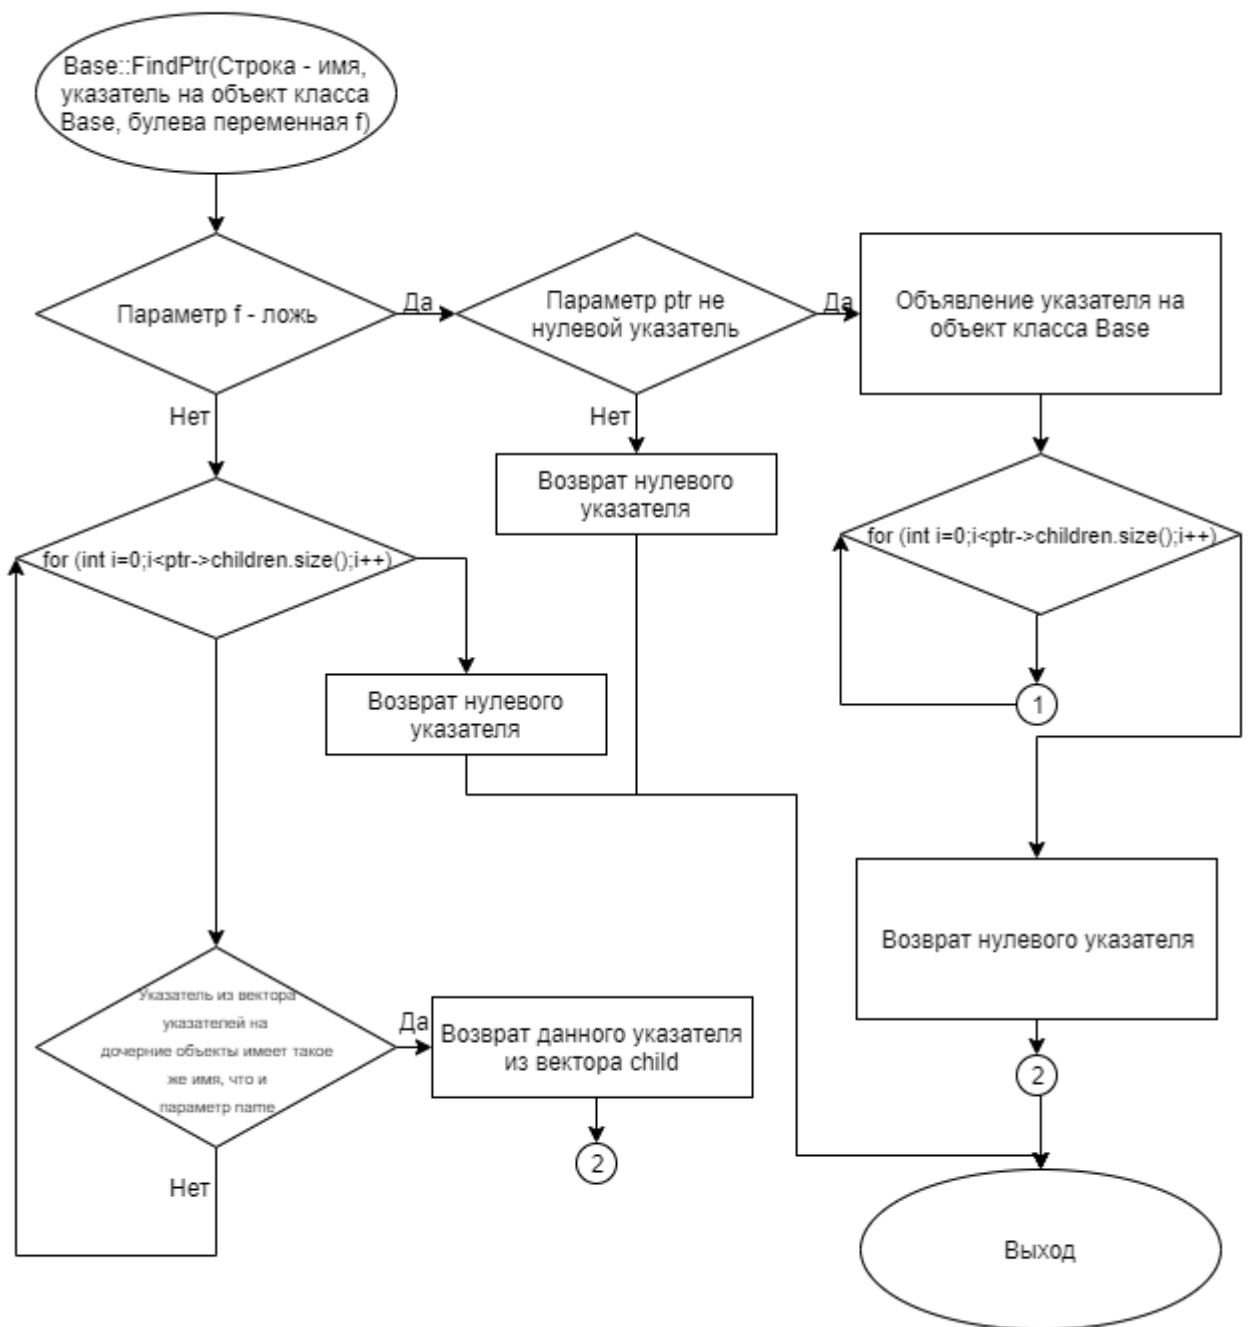 Base::FindPtr(Строка - имя,
указатель на объект класса
Base, булева переменная f)
Параметр f - ложь
Да
Параметр ptr не
нулевой указатель
Да
Объявление указателя на
объект класса Base
Нет
Нет
Возврат нулевого
указателя
for (int i=0;i<ptr->children.size();i++)
for (int i=0;i<ptr->children.size();i++)
Возврат нулевого
указателя
1
Возврат нулевого указателя
Указатель из вектора
указателей на
дочерние объекты имеет такое
же имя, что и
параметр name
Да
Возврат данного указателя
из вектора child
2
2
Нет
Выход